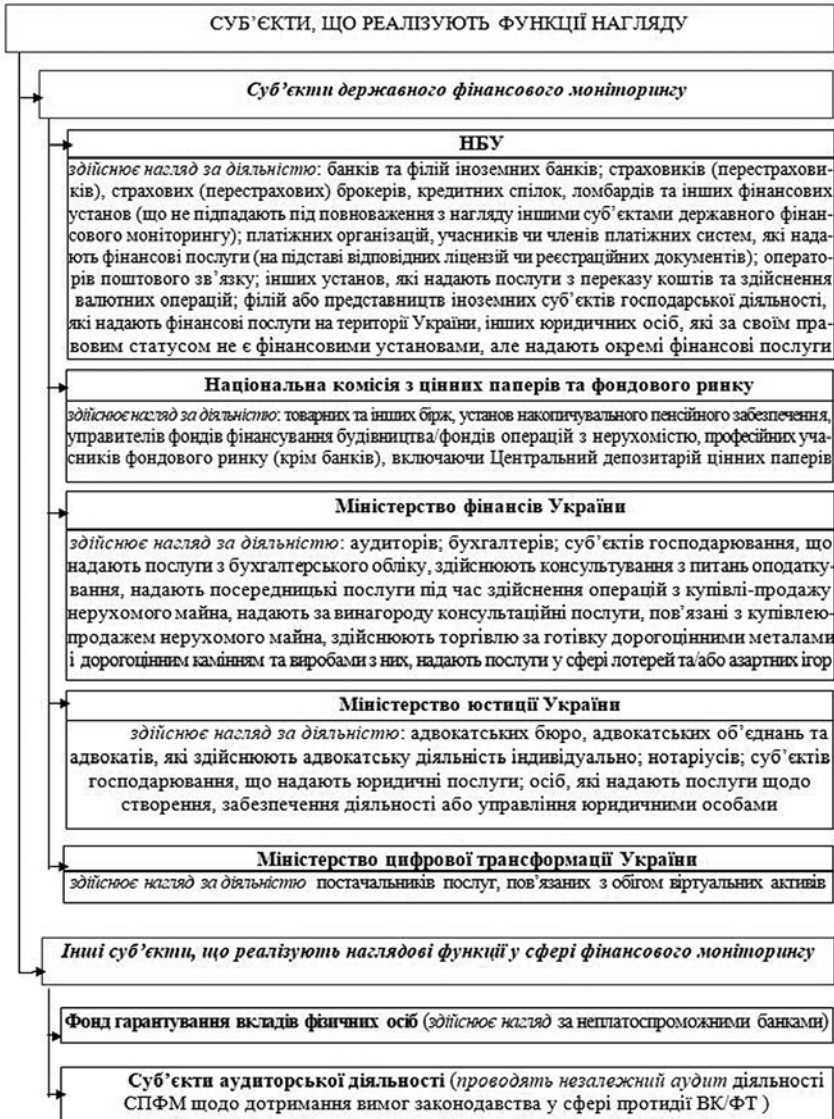 СУБ’ЄКТИ, ЩО РЕАЛІЗУЮТЬ ФУНКЦІЇ НАГЛЯДУ
Суб’єкти державного фінансового моніторингу
НБУ
здійснює нагляд за діяльністю: банків та філій іноземних банків; страховиків (перестрахови-
ків), страхових (перестрахових) брокерів, кредитних спілок, ломбардів та інших фінансових
установ (що не підпадають під повноваження з нагляду іншими суб’єктами державного фінан-
сового моніторингу); платіжних організацій, учасників чи членів платіжних систем, які нада-
ють фінансові послуги (на підставі відповідних ліцензій чи реєстраційних документів); операто-
рів поштового зв’язку; інших установ, які надають послуги з переказу коштів та здійснення
валютних операцій; філій або представництв іноземних суб’єктів господарської діяльності,
які надають фінансові послуги на території України, інших юридичних осіб, які за своїм пра-
вовим статусом не є фінансовими установами, але надають окремі фінансові послуги
Національна комісія з цінних паперів та фондового ринку
здійснює нагляд за діяльністю: товарних та інших бірж, установ накопичувального пенсійного забезпечення,
управителів фондів фінансування будівництва/фондів операцій з нерухомістю, професійних уча-
сників фондового ринку (крім банків), включаючи Центральний депозитарій цінних паперів
Міністерство фінансів України
здійснює нагляд за діяльністю: аудиторів; бухгалтерів; суб’єктів господарювання, що
надають послуги з бухгалтерського обліку, здійснюють консультування з питань оподатку-
вання, надають посередницькі послуги під час здійснення операцій з купівлі-продажу
нерухомого майна, надають за винагороду консультаційні послуги, пов’язані з купівлею-
продажем нерухомого майна, здійснюють торгівлю за готівку дорогоцінними металами
і дорогоцінним камінням та виробами з них, надають послуги у сфері лотерей та/або азартних ігор
Міністерство юстиції України
здійснює нагляд за діяльністю: адвокатських бюро, адвокатських об’єднань та
адвокатів, які здійснюють адвокатську діяльність індивідуально; нотаріусів; суб’єктів
господарювання, що надають юридичні послуги; осіб, які надають послуги щодо
створення, забезпечення діяльності або управління юридичними особами
Міністерство цифрової трансформації України
здійснює нагляд за діяльністю постачальників послуг, пов’язаних з обігом віртуальних активів
Інші суб’єкти, що реалізують наглядові функції у сфері фінансового моніторингу
Фонд гарантування вкладів фізичних осіб (здійснює нагляд за неплатоспроможними банками)
Суб’єкти аудиторської діяльності (проводять незалежний аудит діяльності
СПФМ щодо дотримання вимог законодавства у сфері протидії ВК/ФТ )